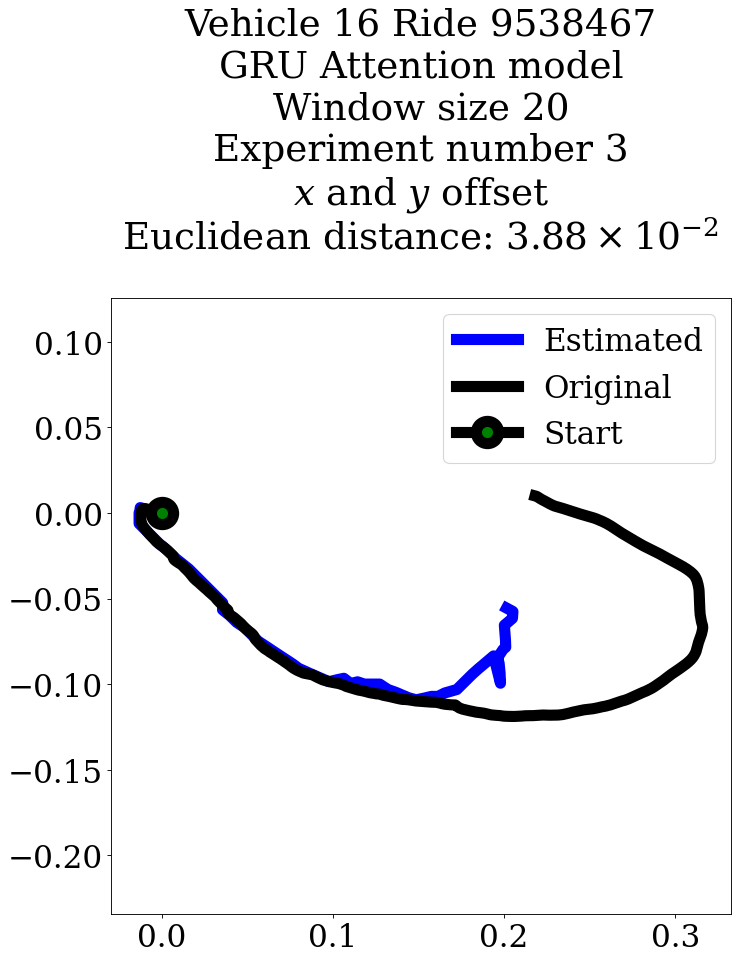 Vehicle 16 Ride 9538467
GRU Attention model
Window size 20
Experiment number 3
x and y offset
Euclidean distance: 3.88 × 10⁻²
Estimated
Original
Start
0.10
0.05
0.00
−0.05
−0.10
−0.15
−0.20
0.0 0.1 0.2 0.3